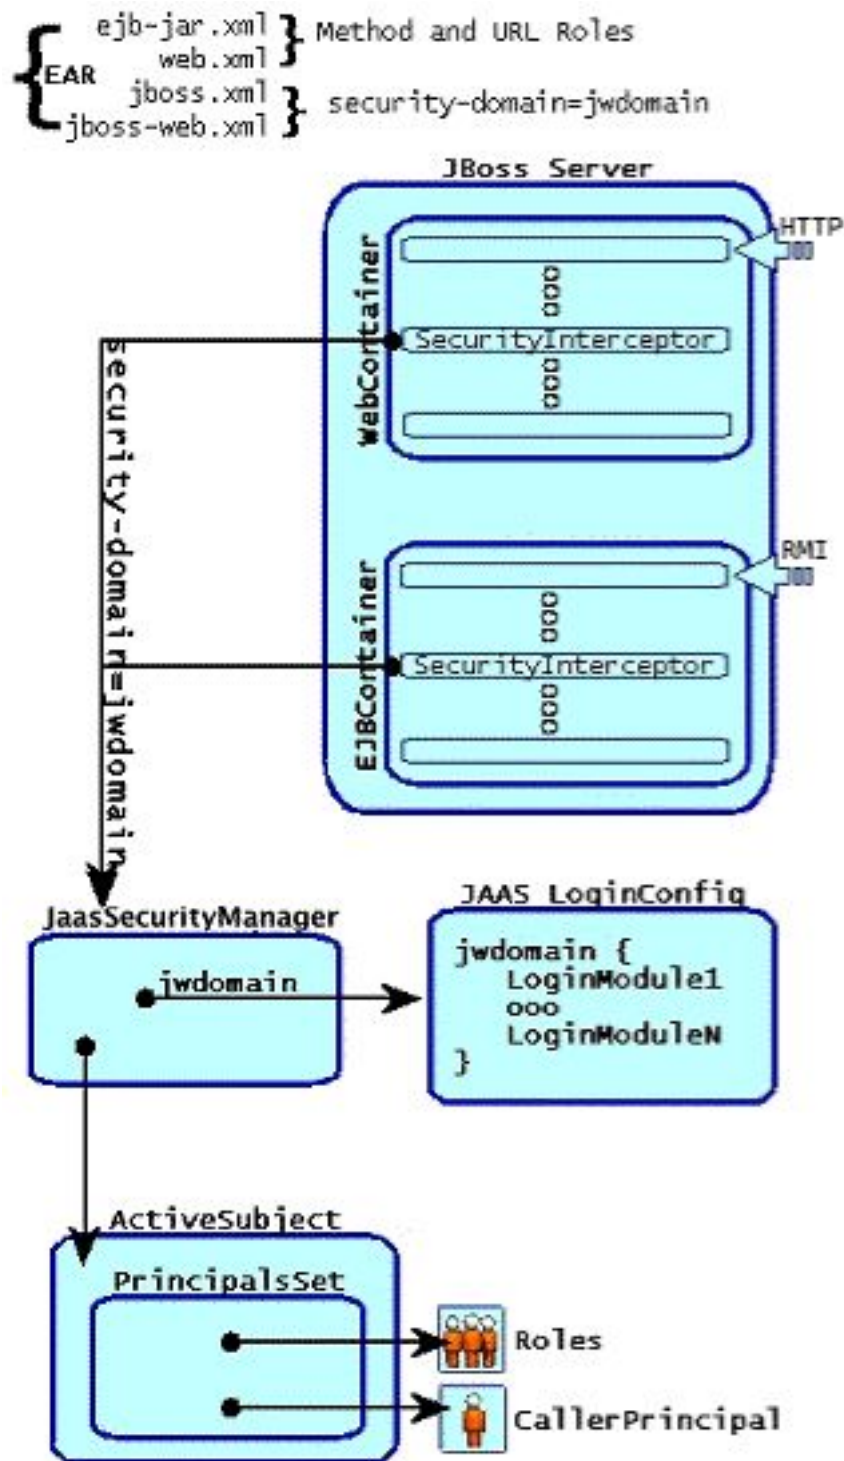 ejb-jar.xml
web.xml
Method and URL Roles
EAR
jboss.xml
jboss-web.xml
security-domain=jwdomain
JBoss Server
HTTP
WebContainer
SecurityInterceptor
security-domain=jwdomain
RMI
EJBContainer
SecurityInterceptor
JaasSecurityManager
jwdomain
JAAS LoginConfig
jwdomain {
LoginModule1
ooo
LoginModuleN
}
ActiveSubject
PrincipalsSet
Roles
CallerPrincipal